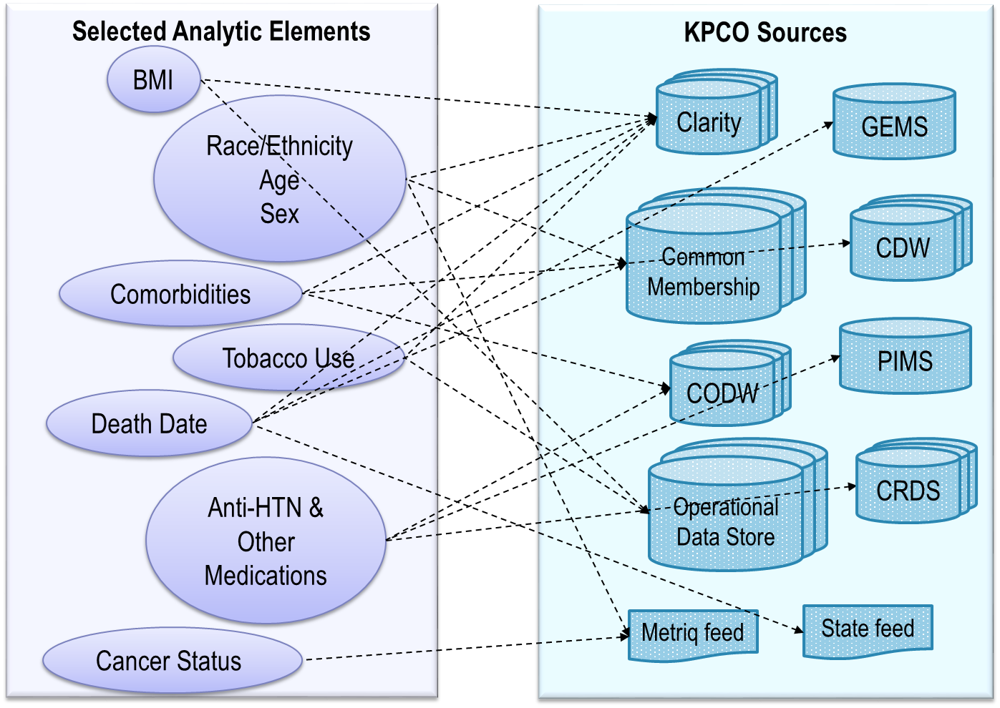 Selected Analytic Elements
BMI
Race/Ethnicity
Age
Sex
Comorbidities
Tobacco Use
Death Date
Anti-HTN &
Other
Medications
Cancer Status
KPCO Sources
Clarity
GEMS
Common
Membership
CDW
CODW
PIMS
Operational
Data Store
CRDS
Metriq feed
State feed